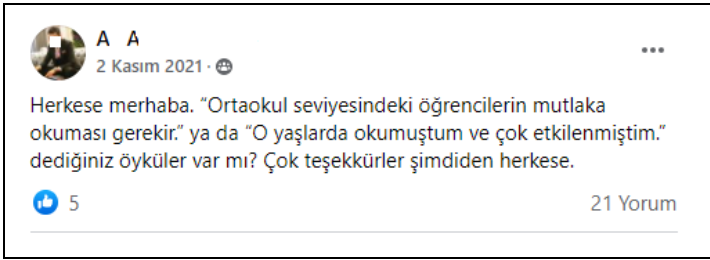 A A
2 Kasım 2021 ·
Herkese merhaba. “Ortaokul seviyesindeki öğrencilerin mutlaka
okuması gerekir.” ya da “O yaşlarda okumuştum ve çok etkilenmiştim.”
dediğiniz öyküler var mı? Çok teşekkürler şimdiden herkese.
5 21 Yorum